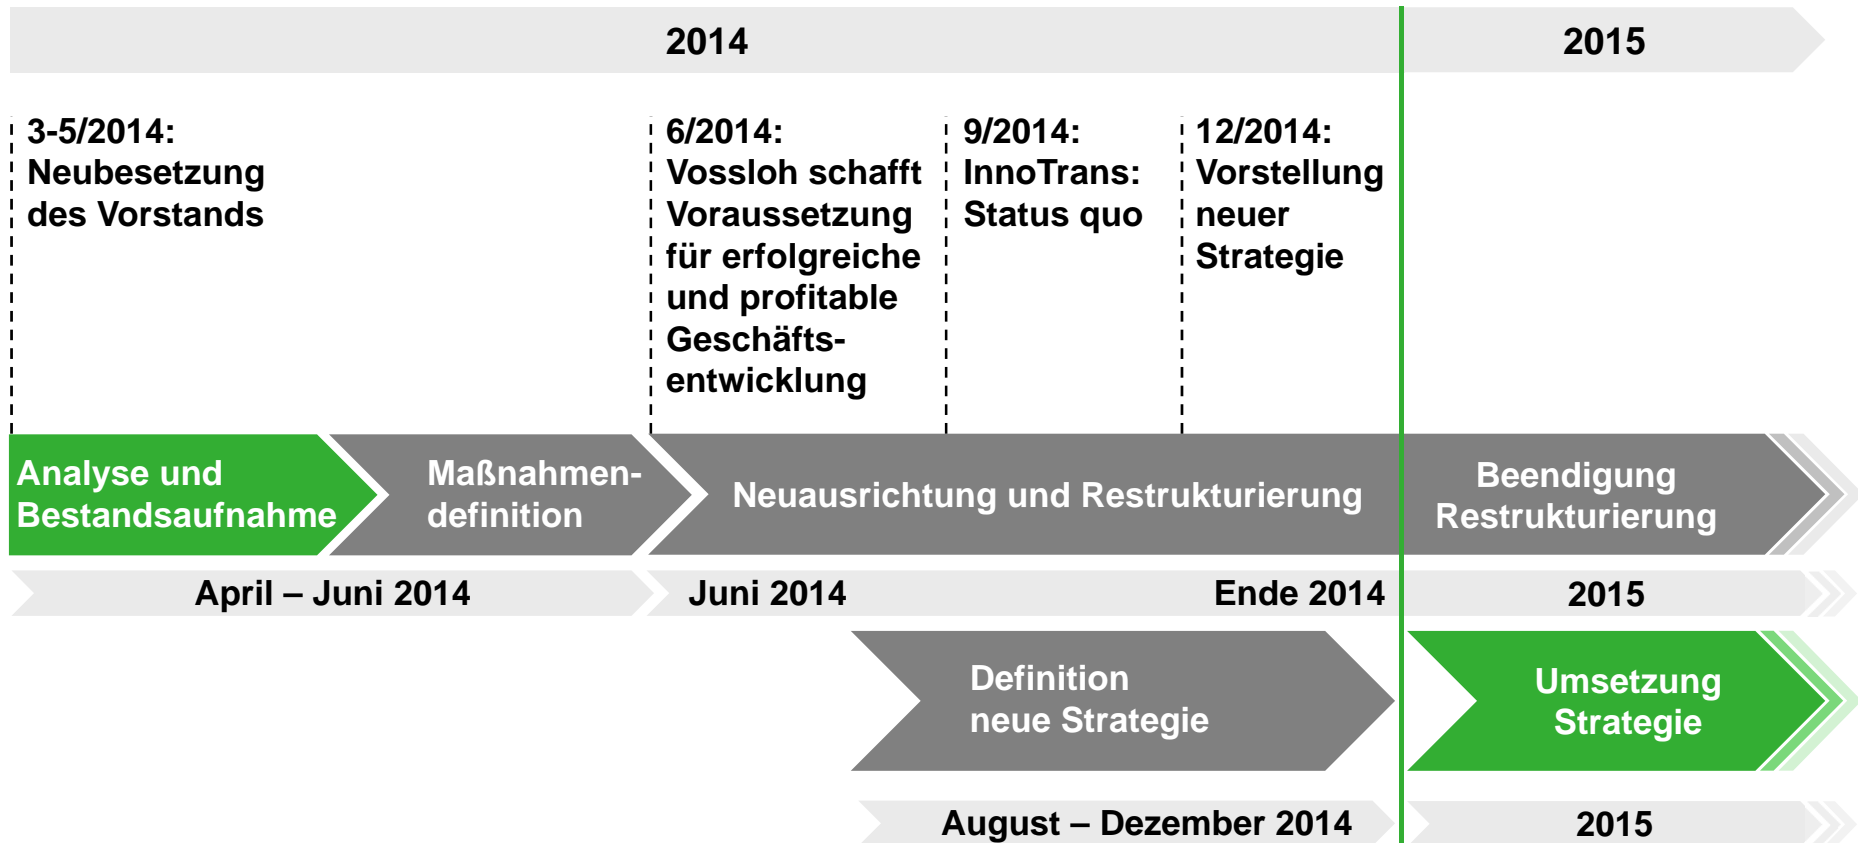 2014
2015
3-5/2014:
Neubesetzung
des Vorstands
6/2014:
Vossloh schafft
Voraussetzung
für erfolgreiche
und profitable
Geschäfts-
entwicklung
9/2014:
InnoTrans:
Status quo
12/2014:
Vorstellung
neuer
Strategie
Analyse und
Bestandsaufnahme
Maßnahmen-
definition
Neuausrichtung und Restrukturierung
Beendigung
Restrukturierung
April – Juni 2014
Juni 2014
Ende 2014
2015
Definition
neue Strategie
Umsetzung
Strategie
August – Dezember 2014
2015